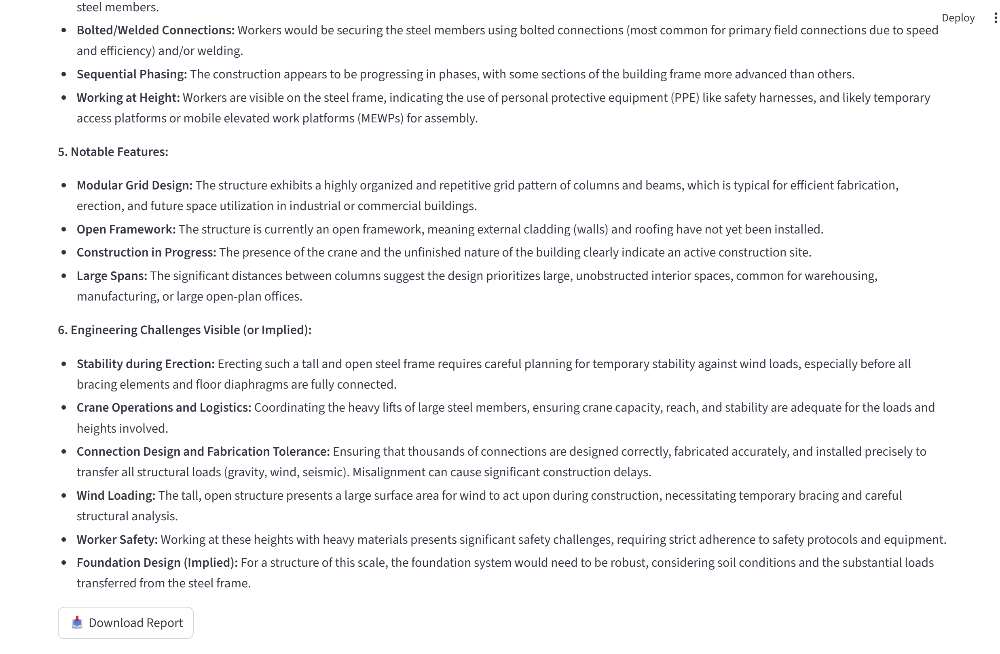 steel members.
Deploy
• Bolted/Welded Connections: Workers would be securing the steel members using bolted connections (most common for primary field connections due to speed
and efficiency) and/or welding.
• Sequential Phasing: The construction appears to be progressing in phases, with some sections of the building frame more advanced than others.
• Working at Height: Workers are visible on the steel frame, indicating the use of personal protective equipment (PPE) like safety harnesses, and likely temporary
access platforms or mobile elevated work platforms (MEWPs) for assembly.
5. Notable Features:
• Modular Grid Design: The structure exhibits a highly organized and repetitive grid pattern of columns and beams, which is typical for efficient fabrication,
erection, and future space utilization in industrial or commercial buildings.
• Open Framework: The structure is currently an open framework, meaning external cladding (walls) and roofing have not yet been installed.
• Construction in Progress: The presence of the crane and the unfinished nature of the building clearly indicate an active construction site.
• Large Spans: The significant distances between columns suggest the design prioritizes large, unobstructed interior spaces, common for warehousing,
manufacturing, or large open-plan offices.
6. Engineering Challenges Visible (or Implied):
• Stability during Erection: Erecting such a tall and open steel frame requires careful planning for temporary stability against wind loads, especially before all
bracing elements and floor diaphragms are fully connected.
• Crane Operations and Logistics: Coordinating the heavy lifts of large steel members, ensuring crane capacity, reach, and stability are adequate for the loads and
heights involved.
• Connection Design and Fabrication Tolerance: Ensuring that thousands of connections are designed correctly, fabricated accurately, and installed precisely to
transfer all structural loads (gravity, wind, seismic). Misalignment can cause significant construction delays.
• Wind Loading: The tall, open structure presents a large surface area for wind to act upon during construction, necessitating temporary bracing and careful
structural analysis.
• Worker Safety: Working at these heights with heavy materials presents significant safety challenges, requiring strict adherence to safety protocols and equipment.
• Foundation Design (Implied): For a structure of this scale, the foundation system would need to be robust, considering soil conditions and the substantial loads
transferred from the steel frame.
Download Report